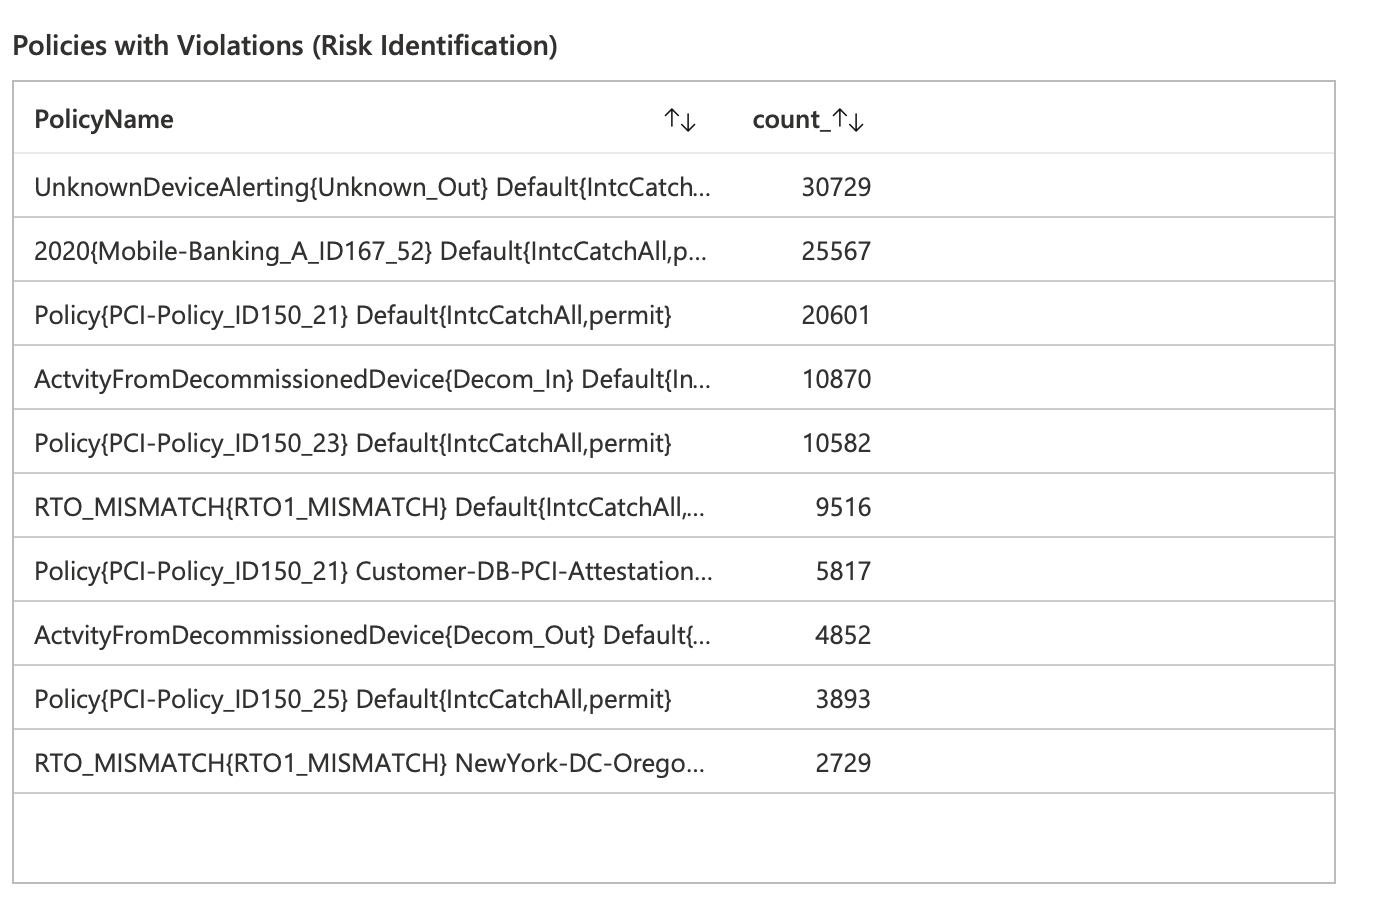 Policies with Violations (Risk Identification)
PolicyName ↑↓ count_↑↓
UnknownDeviceAlerting{Unknown_Out} Default{IntcCatch... 30729
2020{Mobile-Banking_A_ID167_52} Default{IntcCatchAll,p... 25567
Policy{PCI-Policy_ID150_21} Default{IntcCatchAll,permit} 20601
ActvityFromDecommissionedDevice{Decom_In} Default{In... 10870
Policy{PCI-Policy_ID150_23} Default{IntcCatchAll,permit} 10582
RTO_MISMATCH{RTO1_MISMATCH} Default{IntcCatchAll,... 9516
Policy{PCI-Policy_ID150_21} Customer-DB-PCI-Attestation... 5817
ActvityFromDecommissionedDevice{Decom_Out} Default{... 4852
Policy{PCI-Policy_ID150_25} Default{IntcCatchAll,permit} 3893
RTO_MISMATCH{RTO1_MISMATCH} NewYork-DC-Orego... 2729